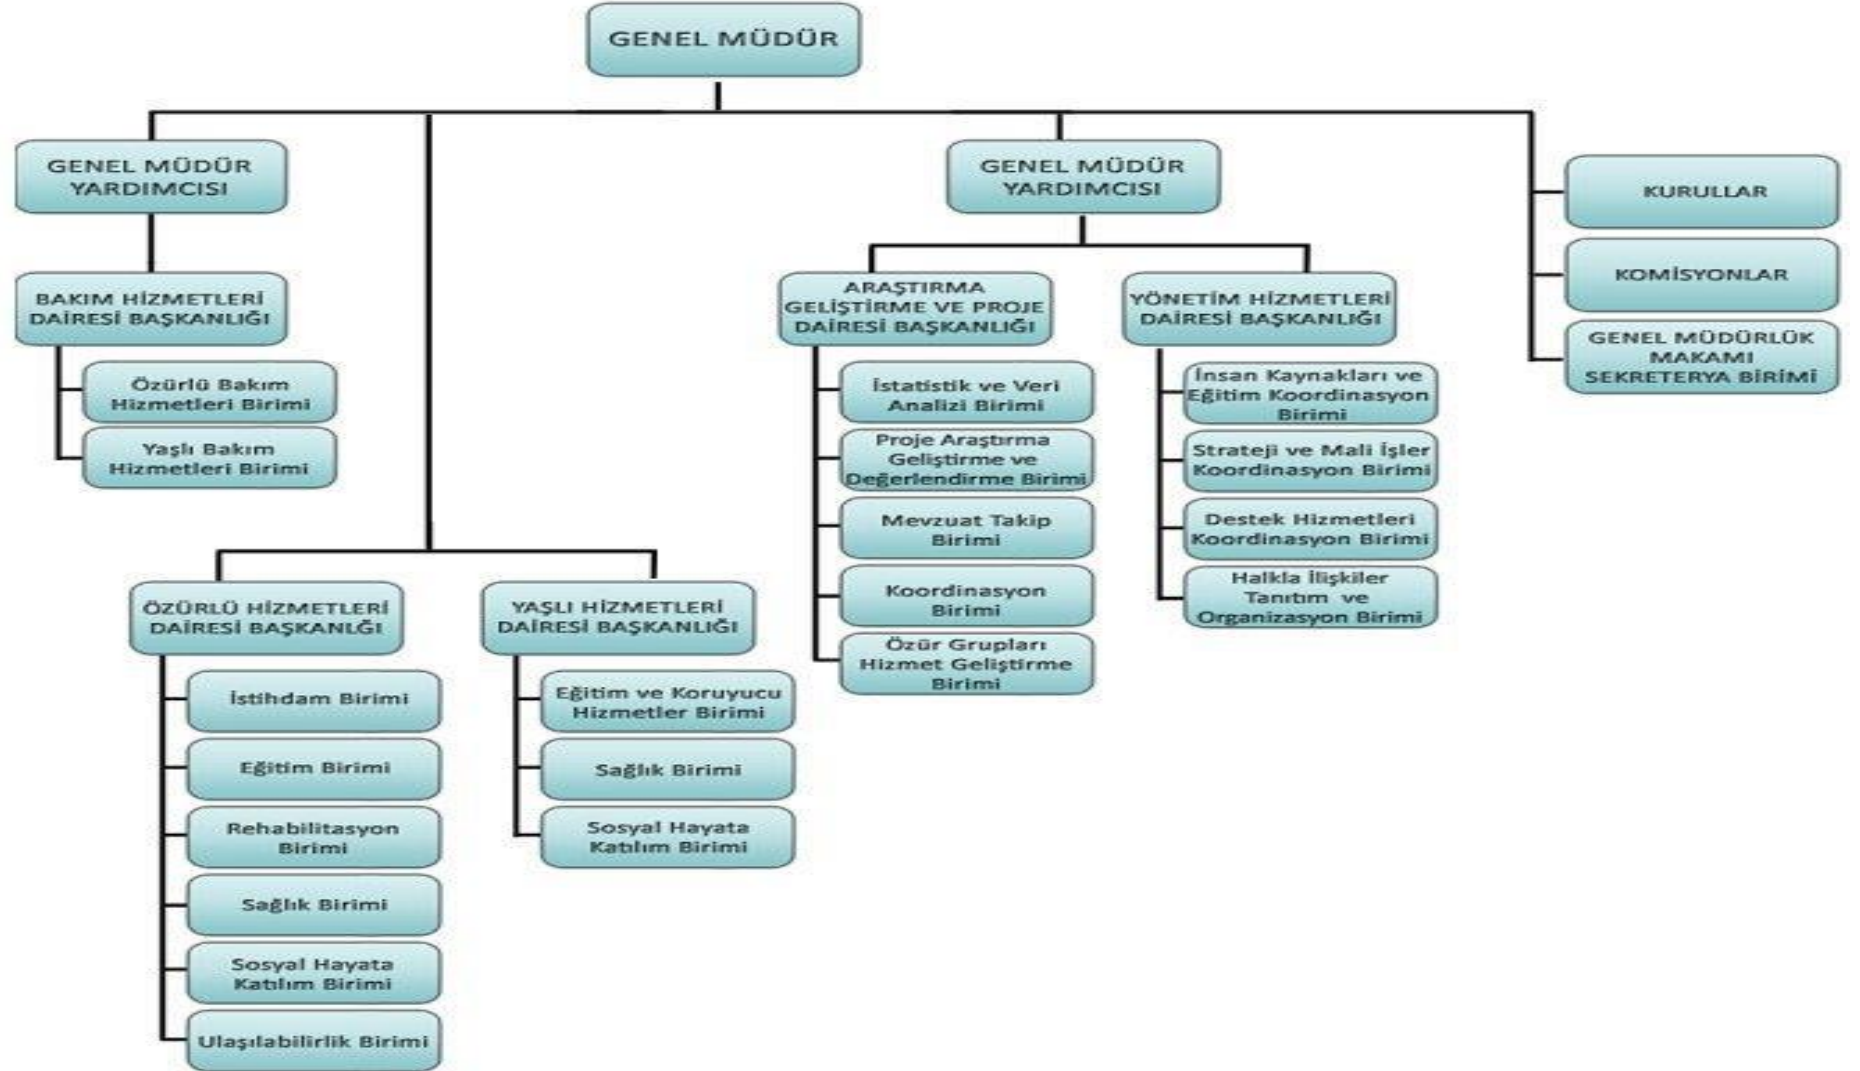 GENEL MÜDÜR
GENEL MÜDÜR
YARDIMCISI
GENEL MÜDÜR
YARDIMCISI
KURULLAR
KOMİSYONLAR
GENEL MÜDÜRLÜK
MAKAMI
SEKRETERYA BİRİMİ
BAKIM HİZMETLERİ
DAİRESİ BAŞKANLIĞI
Özürlü Bakım
Hizmetleri Birimi
Yaşlı Bakım
Hizmetleri Birimi
ARAŞTIRMA
GELİŞTİRME VE PROJE
DAİRESİ BAŞKANLIĞI
İstatistik ve Veri
Analizi Birimi
Proje Araştırma
Geliştirme ve
Değerlendirme Birimi
Mevzuat Takip
Birimi
Koordinasyon
Birimi
Özür Grupları
Hizmet Geliştirme
Birimi
YÖNETİM HİZMETLERİ
DAİRESİ BAŞKANLIĞI
İnsan Kaynakları ve
Eğitim Koordinasyon
Birimi
Strateji ve Mali İşler
Koordinasyon Birimi
Destek Hizmetleri
Koordinasyon Birimi
Halkla İlişkiler
Tanıtım ve
Organizasyon Birimi
ÖZÜRLÜ HİZMETLERİ
DAİRESİ BAŞKANLĞI
İstihdam Birimi
Eğitim Birimi
Rehabilitasyon
Birimi
Sağlık Birimi
Sosyal Hayata
Katılım Birimi
Ulaşılabilirlik Birimi
YAŞLI HİZMETLERİ
DAİRESİ BAŞKANLIĞI
Eğitim ve Koruyucu
Hizmetler Birimi
Sağlık Birimi
Sosyal Hayata
Katılım Birimi